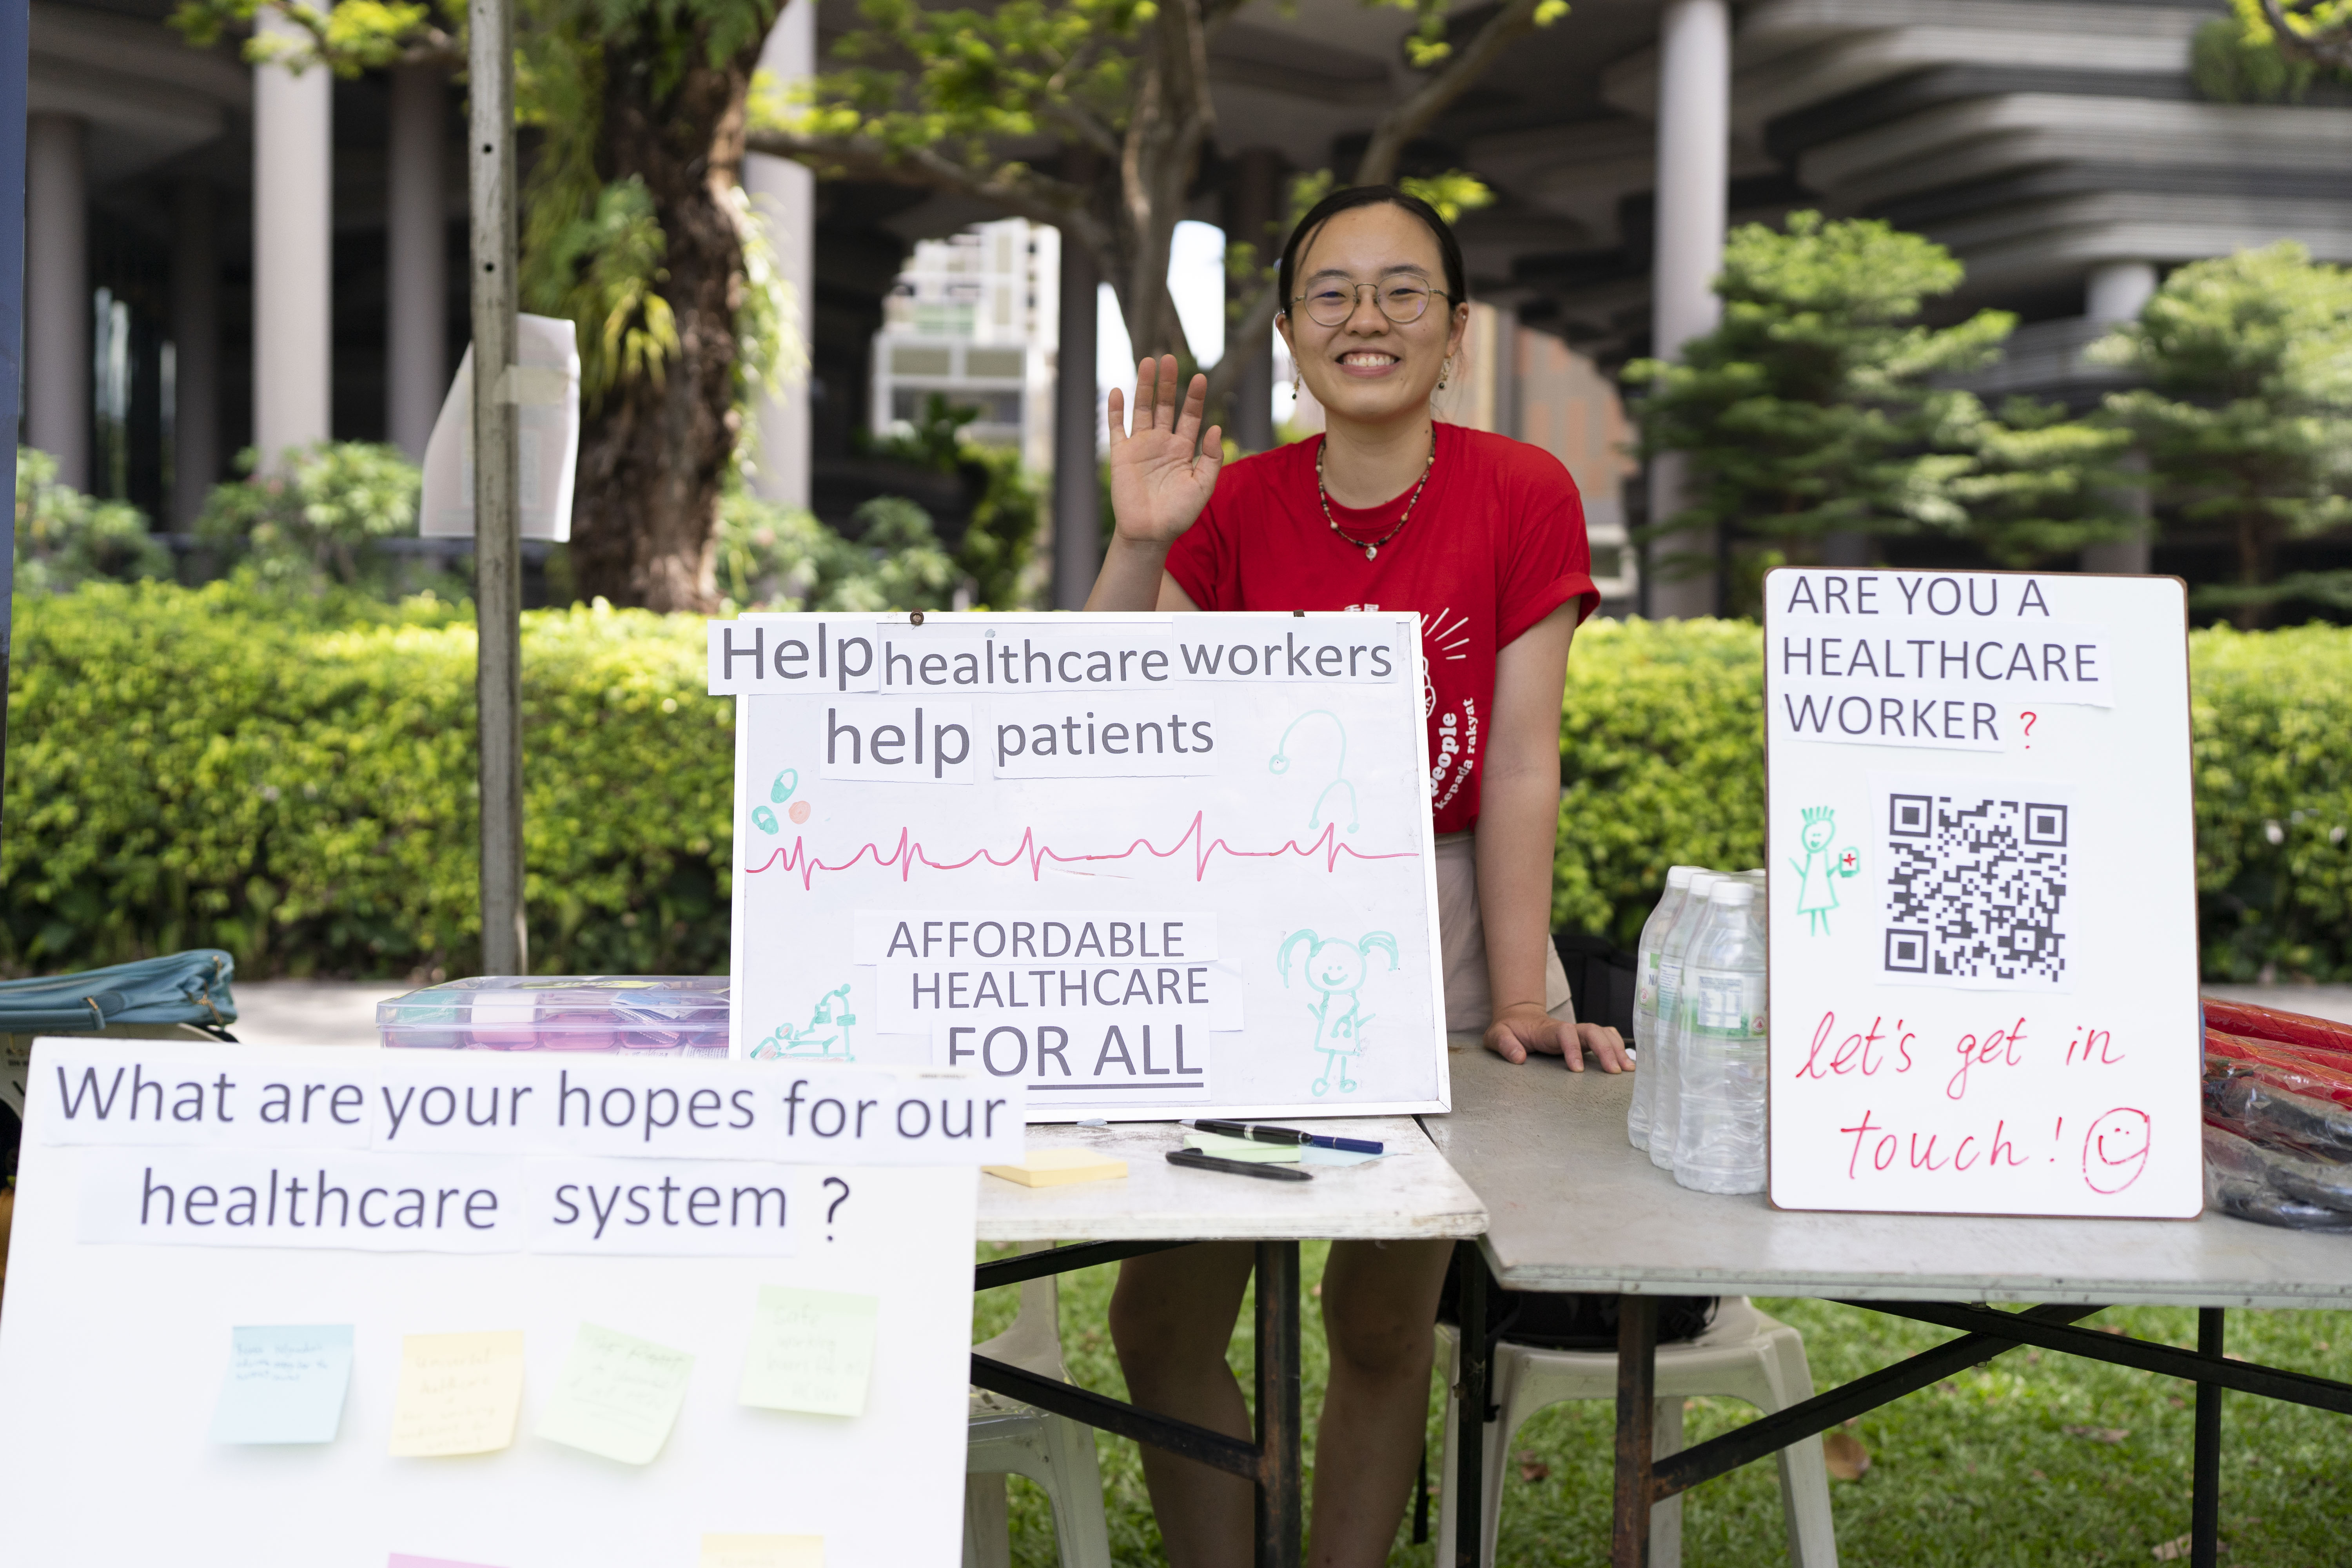 Help healthcare workers
help patients
AFFORDABLE
HEALTHCARE
FOR ALL
What are your hopes for our
healthcare system ?
ARE YOU A
HEALTHCARE
WORKER ?
let's get in
touch!
people
kepada rakyat